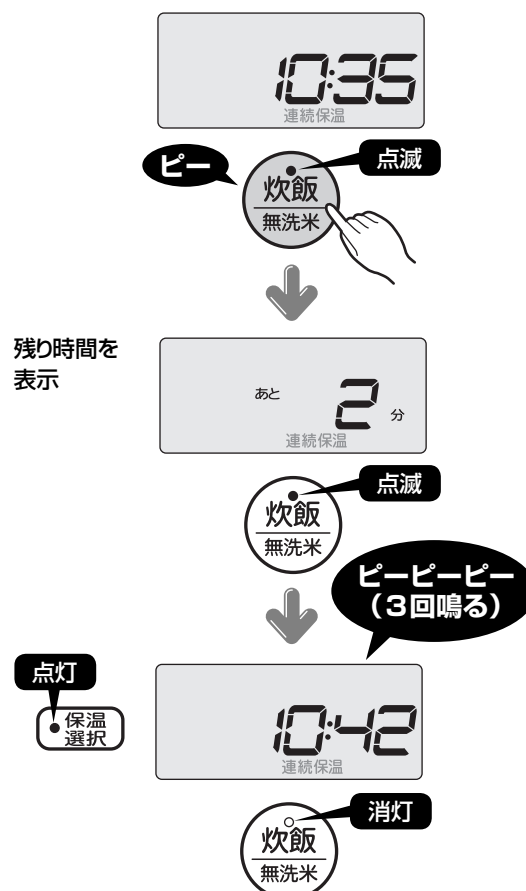 10:35
連続保温
ピー
点滅
炊飯
無洗米
残り時間を
表示
あと 2 分
連続保温
点滅
炊飯
無洗米
ピーピーピー
（3回鳴る）
点灯
保温
選択
10:42
連続保温
消灯
炊飯
無洗米